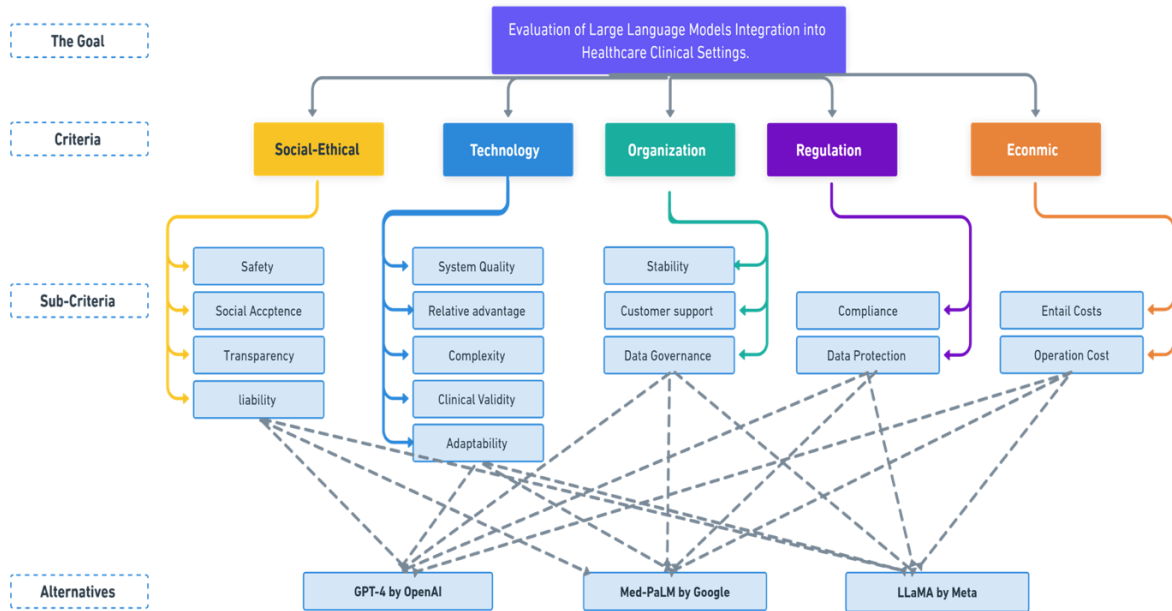 The Goal
Evaluation of Large Language Models Integration into
Healthcare Clinical Settings.
Criteria
Social-Ethical
Technology
Organization
Regulation
Econmic
Sub-Criteria
Safety
Social Accptence
Transparency
liability
System Quality
Relative advantage
Complexity
Clinical Validity
Adaptability
Stability
Customer support
Data Governance
Compliance
Data Protection
Entail Costs
Operation Cost
Alternatives
GPT-4 by OpenAI
Med-PaLM by Google
LLaMA by Meta